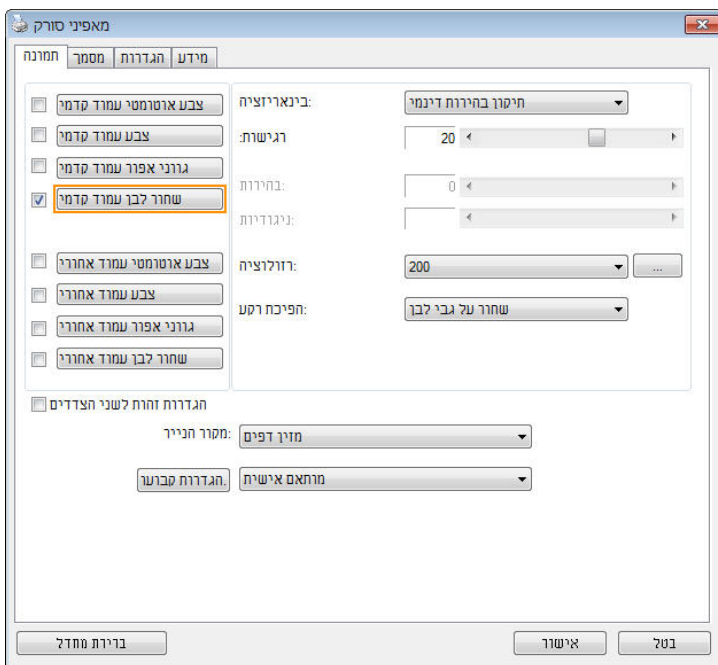 מאפיני סורק
תמונה
מסמך
הגדרות
מידע
צבע אוטומטי עמוד קדמי
צבע עמוד קדמי
גרווני אפור עמוד קדמי
שחור לבן עמוד קדמי
צבע אוטומטי עמוד אחורי
צבע עמוד אחורי
גרווני אפור עמוד אחורי
שחור לבן עמוד אחורי
בינאריזציה:
תיקון בהירות דינמי
רגישות:
20
בהירות:
0
ניגודיות:
רזולוציה:
200
...
הפיכת רקע:
שחור על גבי לבן
הגדרות זהות לשני הצדדים
מקור הנייר:
מזין דפים
הגדרות קבועו.
מותאם אישית
ברירת מחדל
אישור
בטל